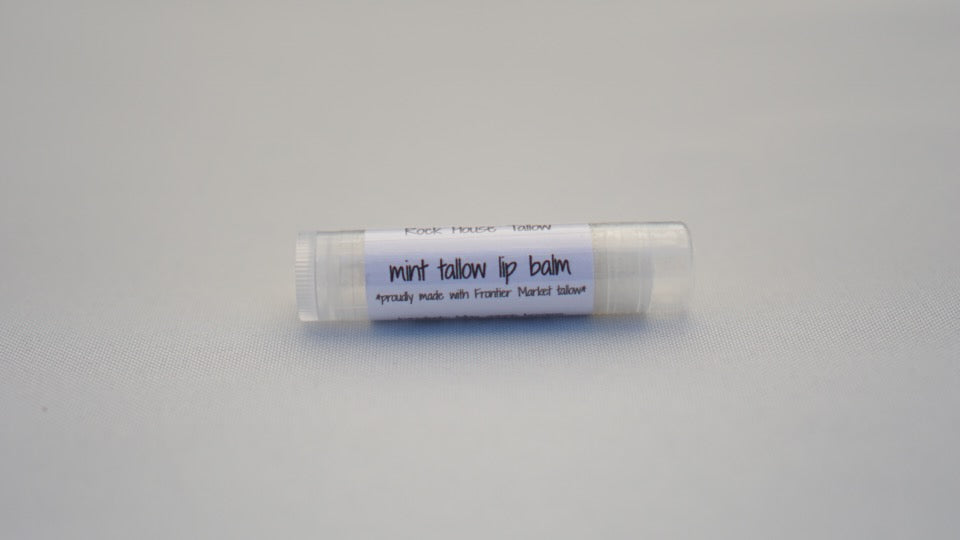 Rock House Tallow
mint tallow lip balm
*proudly made with Frontier Market tallow*